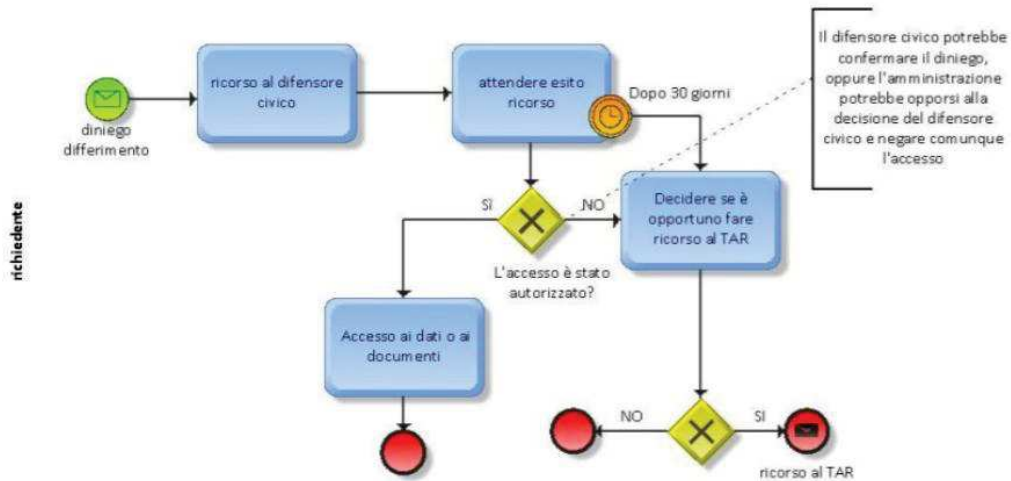 richiedente
diniego
differimento
ricorso al difensore
civico
attendere esito
ricorso
Dopo 30 giorni
Il difensore civico potrebbe
confermare il diniego,
oppure l'amministrazione
potrebbe opporsi alla
decisione del difensore
civico e negare comunque
l'accesso
Sì
NO
L'accesso è stato
autorizzato?
Decidere se è
opportuno fare
ricorso al TAR
Accesso ai dati o ai
documenti
NO
SI
ricorso al TAR